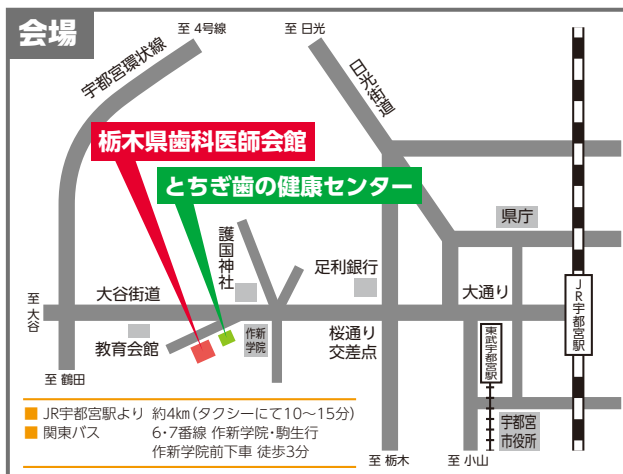 会場
至 4号線
至 日光
宇都宮環状線
日光街道
栃木県歯科医師会館
とちぎ歯の健康センター
県庁
護国神社
足利銀行
至大谷
大谷街道
大通り
JR宇都宮駅
教育会館
作新
学院
桜通り
交差点
東武宇都宮駅
至 鶴田
宇都宮
市役所
至 栃木
至 小山
■ JR宇都宮駅より 約4㎞(タクシーにて10〜15分)
■ 関東バス 6・7番線 作新学院・駒生行
作新学院前下車 徒歩3分